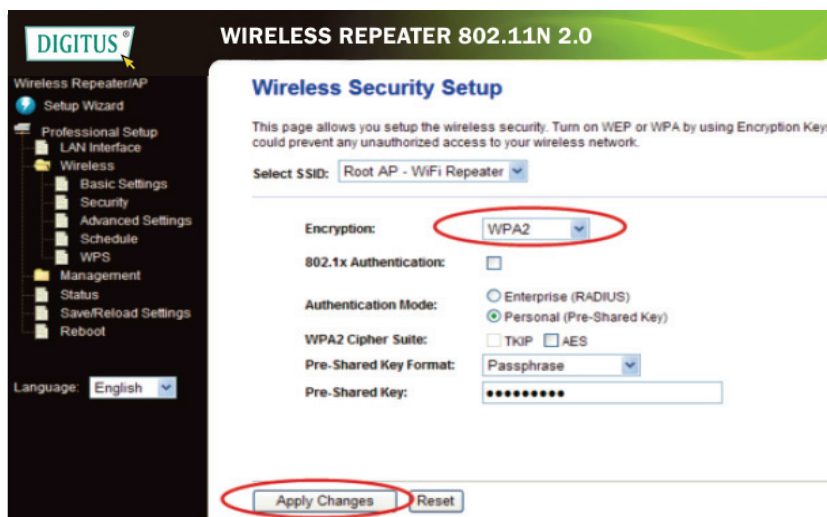 DIGITUS®
WIRELESS REPEATER 802.11N 2.0
Wireless Repeater/AP
Setup Wizard
Professional Setup
LAN Interface
Wireless
Basic Settings
Security
Advanced Settings
Schedule
WPS
Management
Status
Save/Reload Settings
Reboot
Language: English
Wireless Security Setup
This page allows you setup the wireless security. Turn on WEP or WPA by using Encryption Keys
could prevent any unauthorized access to your wireless network.
Select SSID: Root AP - WiFi Repeater
Encryption: WPA2
802.1x Authentication:
Authentication Mode: Enterprise (RADIUS)
Personal (Pre-Shared Key)
WPA2 Cipher Suite: TKIP AES
Pre-Shared Key Format: Passphrase
Pre-Shared Key: •••••••••
Apply Changes Reset